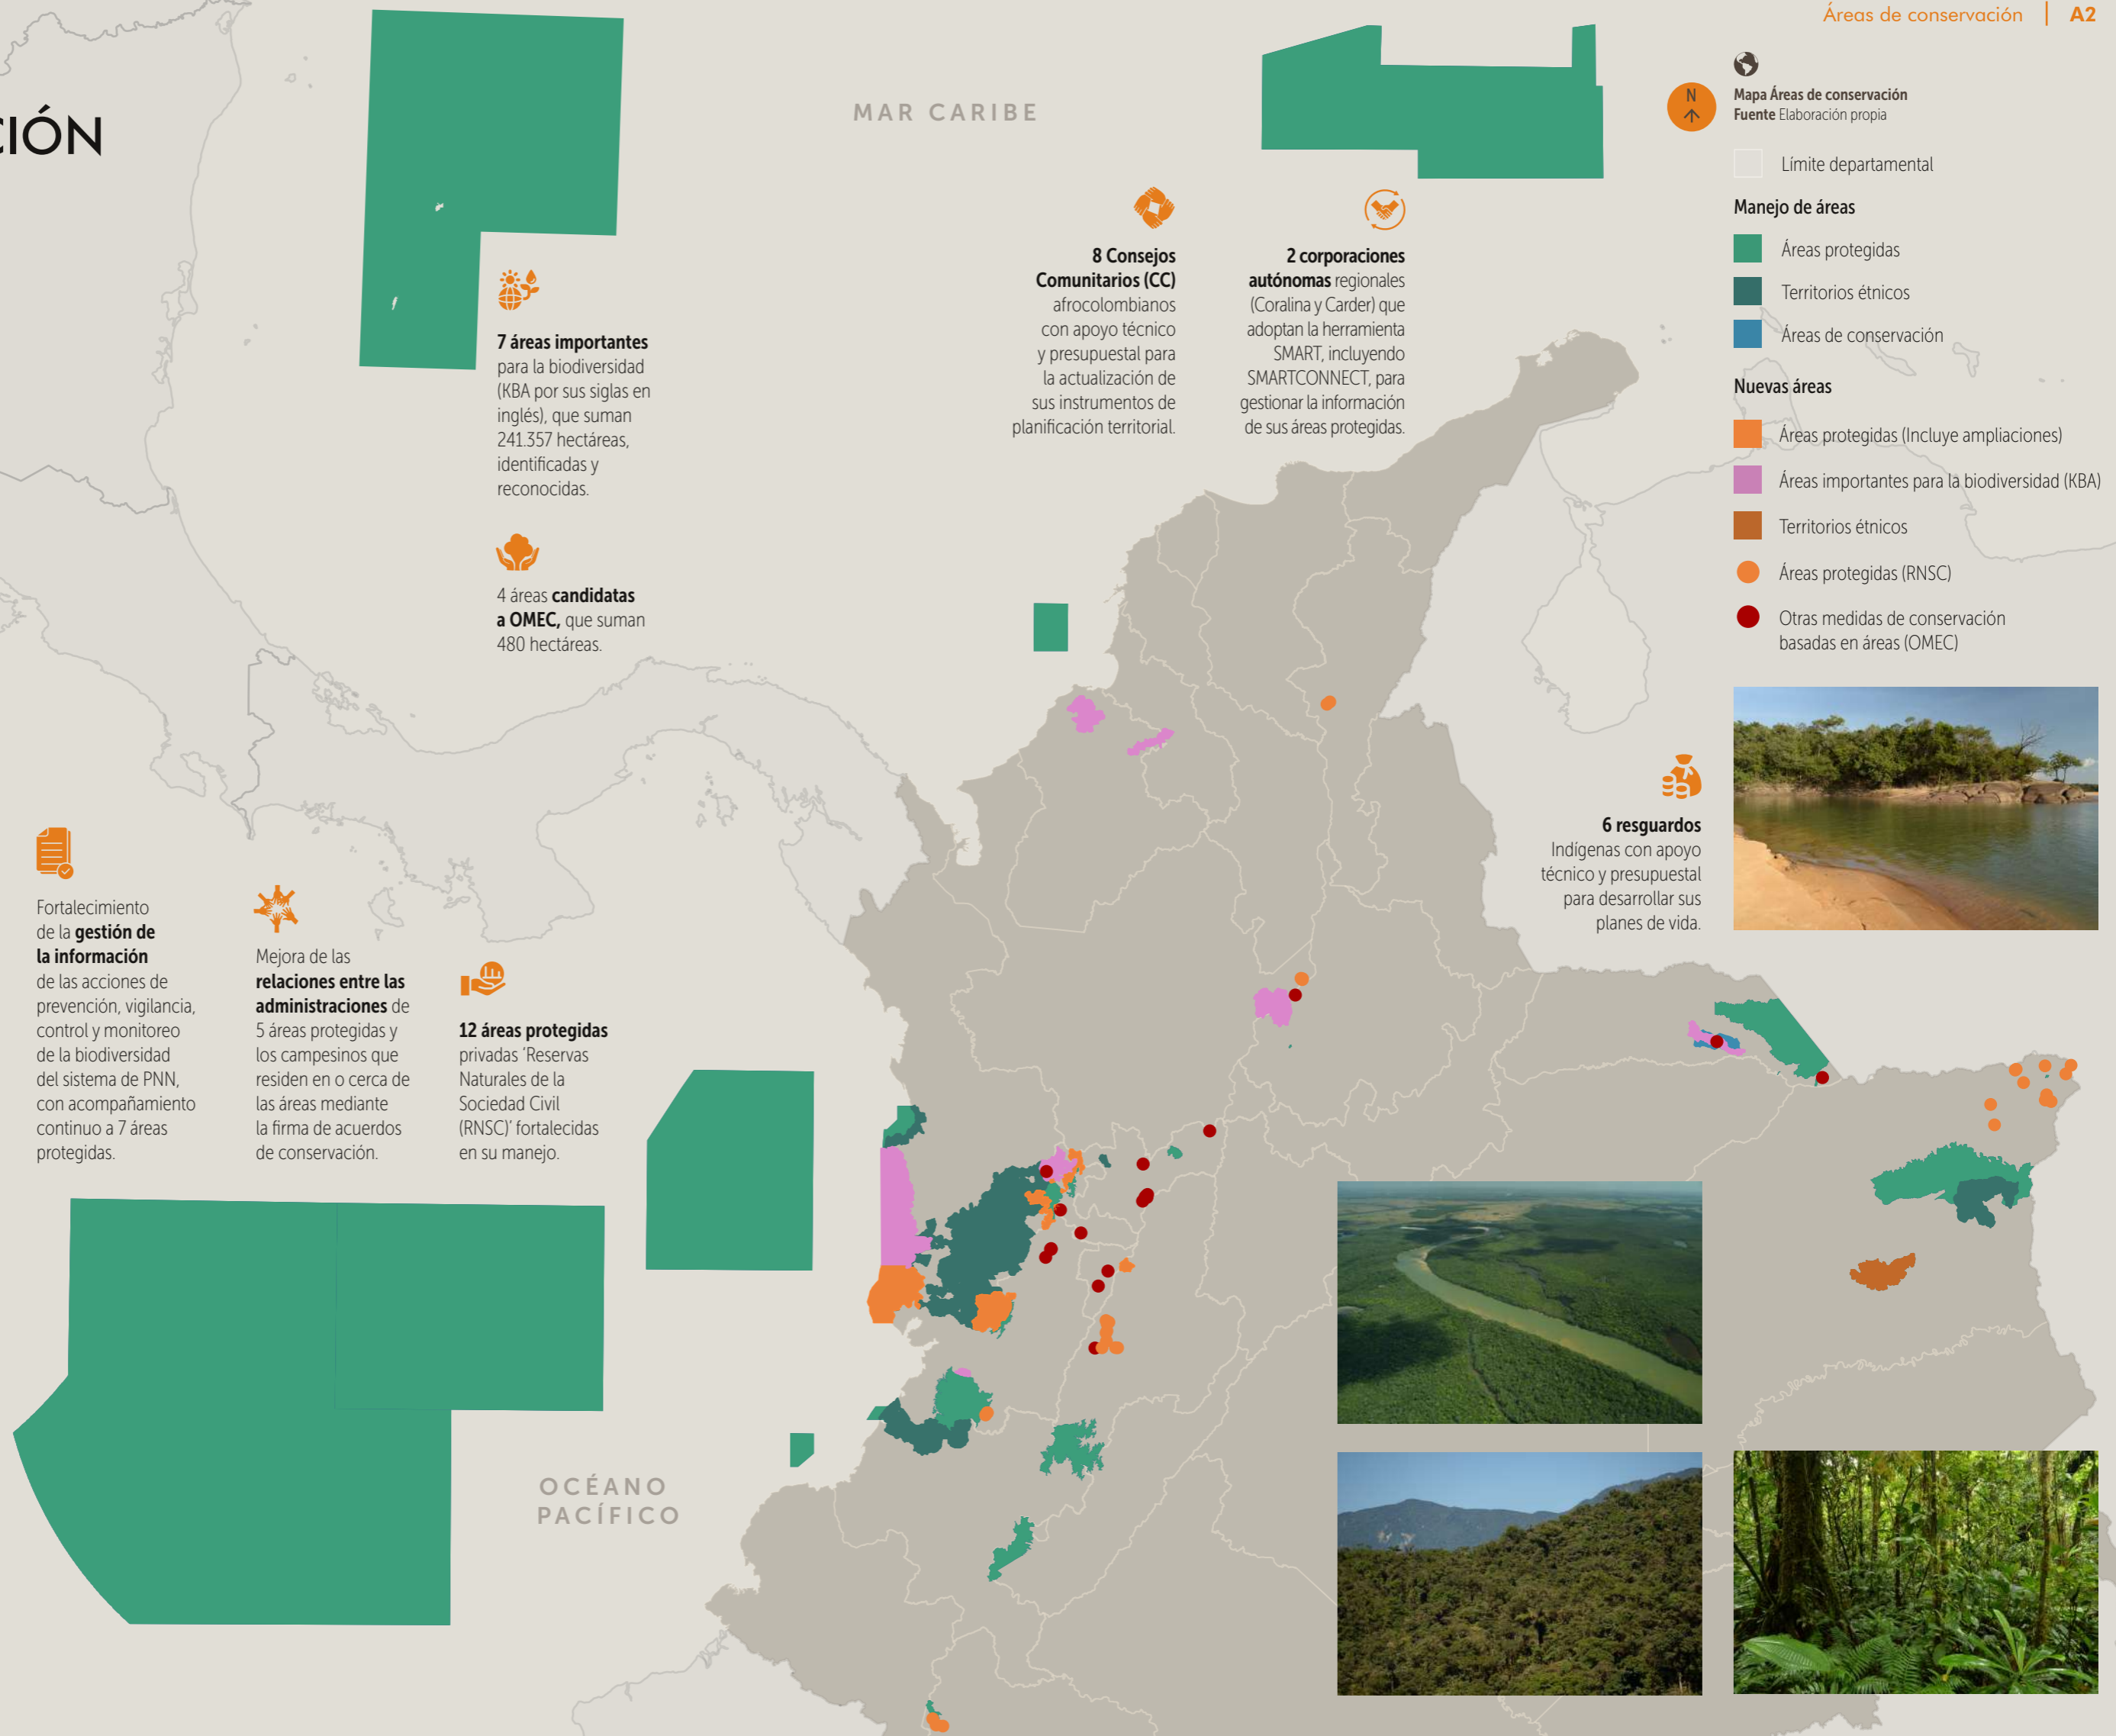 Áreas de conservación | A2
CIÓN
MAR CARIBE
Mapa Áreas de conservación
Fuente Elaboración propia
N
Límite departamental
Manejo de áreas
Áreas protegidas
Territorios étnicos
Áreas de conservación
Nuevas áreas
Áreas protegidas (Incluye ampliaciones)
Áreas importantes para la biodiversidad (KBA)
Territorios étnicos
Áreas protegidas (RNSC)
Otras medidas de conservación
basadas en áreas (OMEC)
7 áreas importantes
para la biodiversidad
(KBA por sus siglas en
inglés), que suman
241.357 hectáreas,
identificadas y
reconocidas.
4 áreas candidatas
a OMEC, que suman
480 hectáreas.
8 Consejos
Comunitarios (CC)
afrocolombianos
con apoyo técnico
y presupuestal para
la actualización de
sus instrumentos de
planificación territorial.
2 corporaciones
autónomas regionales
(Coralina y Carder) que
adoptan la herramienta
SMART, incluyendo
SMARTCONNECT, para
gestionar la información
de sus áreas protegidas.
6 resguardos
Indígenas con apoyo
técnico y presupuestal
para desarrollar sus
planes de vida.
Fortalecimiento
de la gestión de
la información
de las acciones de
prevención, vigilancia,
control y monitoreo
de la biodiversidad
del sistema de PNN,
con acompañamiento
continuo a 7 áreas
protegidas.
Mejora de las
relaciones entre las
administraciones de
5 áreas protegidas y
los campesinos que
residen en o cerca de
las áreas mediante
la firma de acuerdos
de conservación.
12 áreas protegidas
privadas ‘Reservas
Naturales de la
Sociedad Civil
(RNSC)’ fortalecidas
en su manejo.
OCÉANO
PACÍFICO